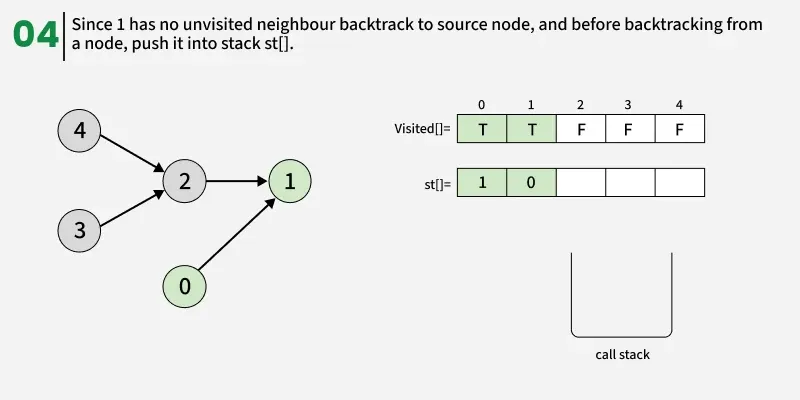 04
Since 1 has no unvisited neighbour backtrack to source node, and before backtracking from
a node, push it into stack st[].
0 1 2 3 4
Visited[]= T T F F F
st[]= 1 0
4
2
1
3
0
call stack